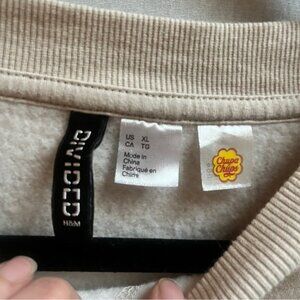 DIVIDED
H&M
US XL
CA TG
Made in
China
Fabriqué en
Chine
Chupa
Chups